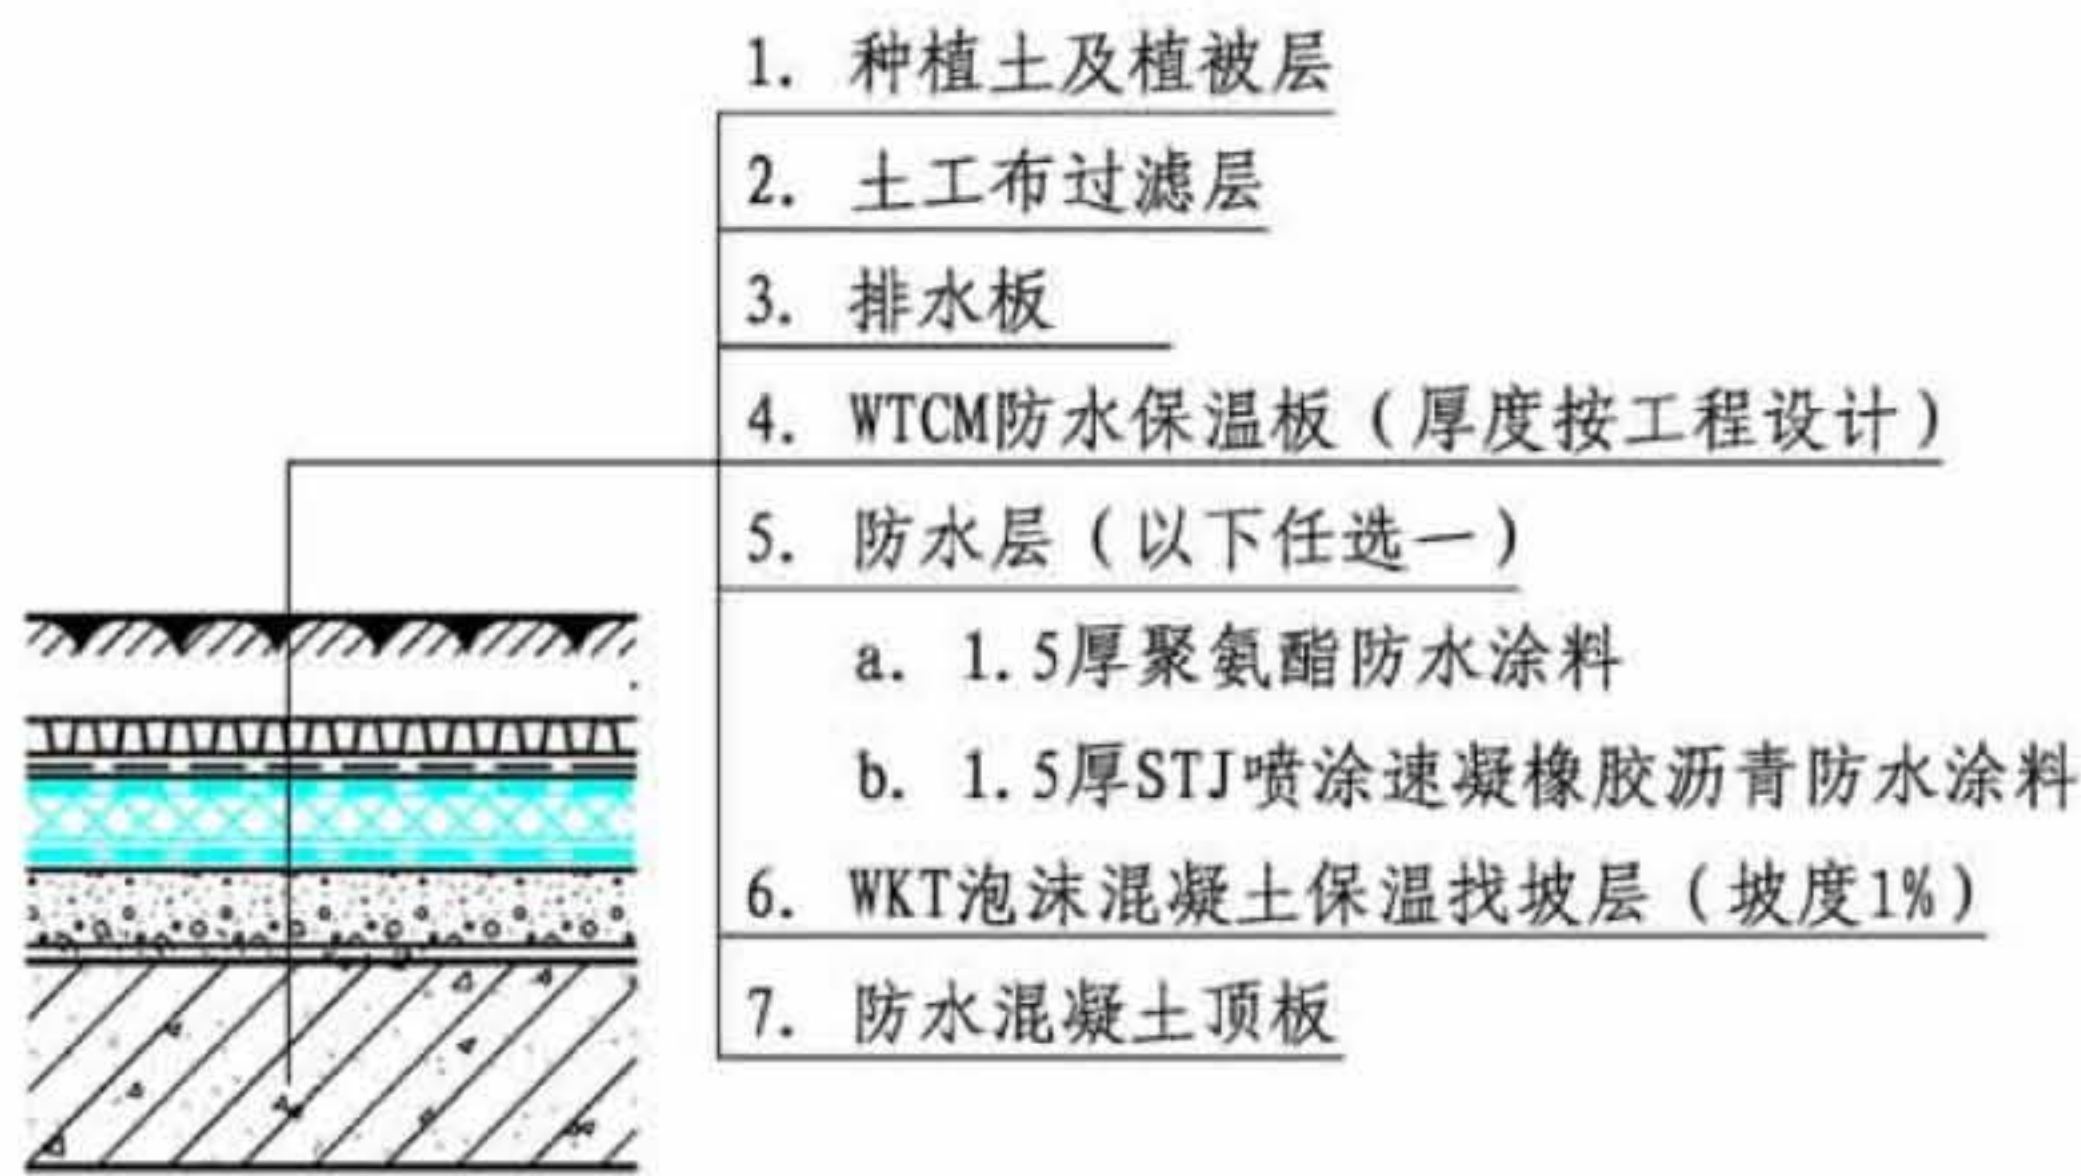 1. 种植土及植被层
2. 土工布过滤层
3. 排水板
4. WTCM防水保温板（厚度按工程设计）
5. 防水层（以下任选一）
a. 1.5厚聚氨酯防水涂料
b. 1.5厚STJ喷涂速凝橡胶沥青防水涂料
6. WKT泡沫混凝土保温找坡层（坡度1%）
7. 防水混凝土顶板